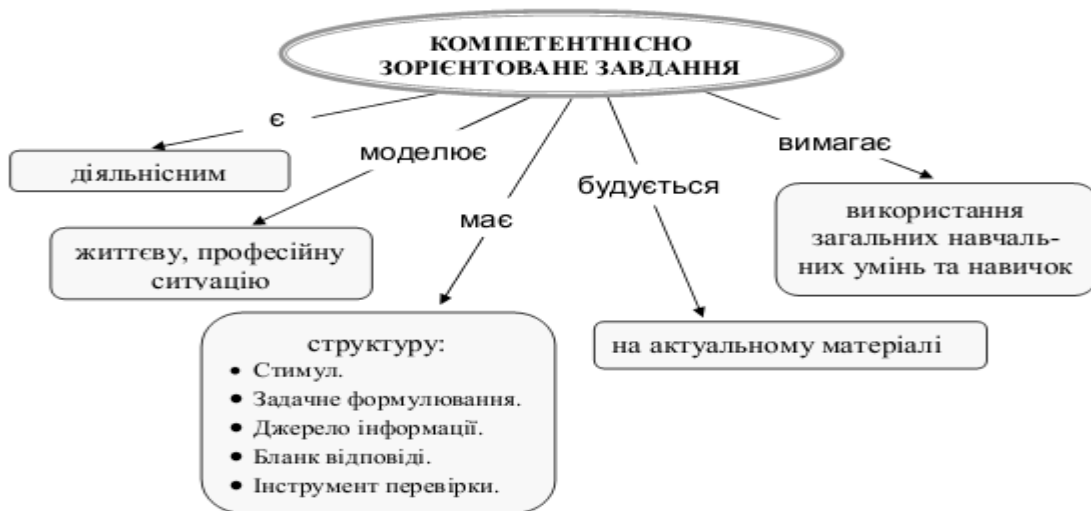 КОМПЕТЕНТНІСНО
ЗОРІЄНТОВАНЕ ЗАВДАННЯ
є
діяльнісним
моделює
життєву, професійну
ситуацію
має
структуру:
• Стимул.
• Задачне формулювання.
• Джерело інформації.
• Бланк відповіді.
• Інструмент перевірки.
будується
на актуальному матеріалі
вимагає
використання
загальних навчаль-
них умінь та навичок